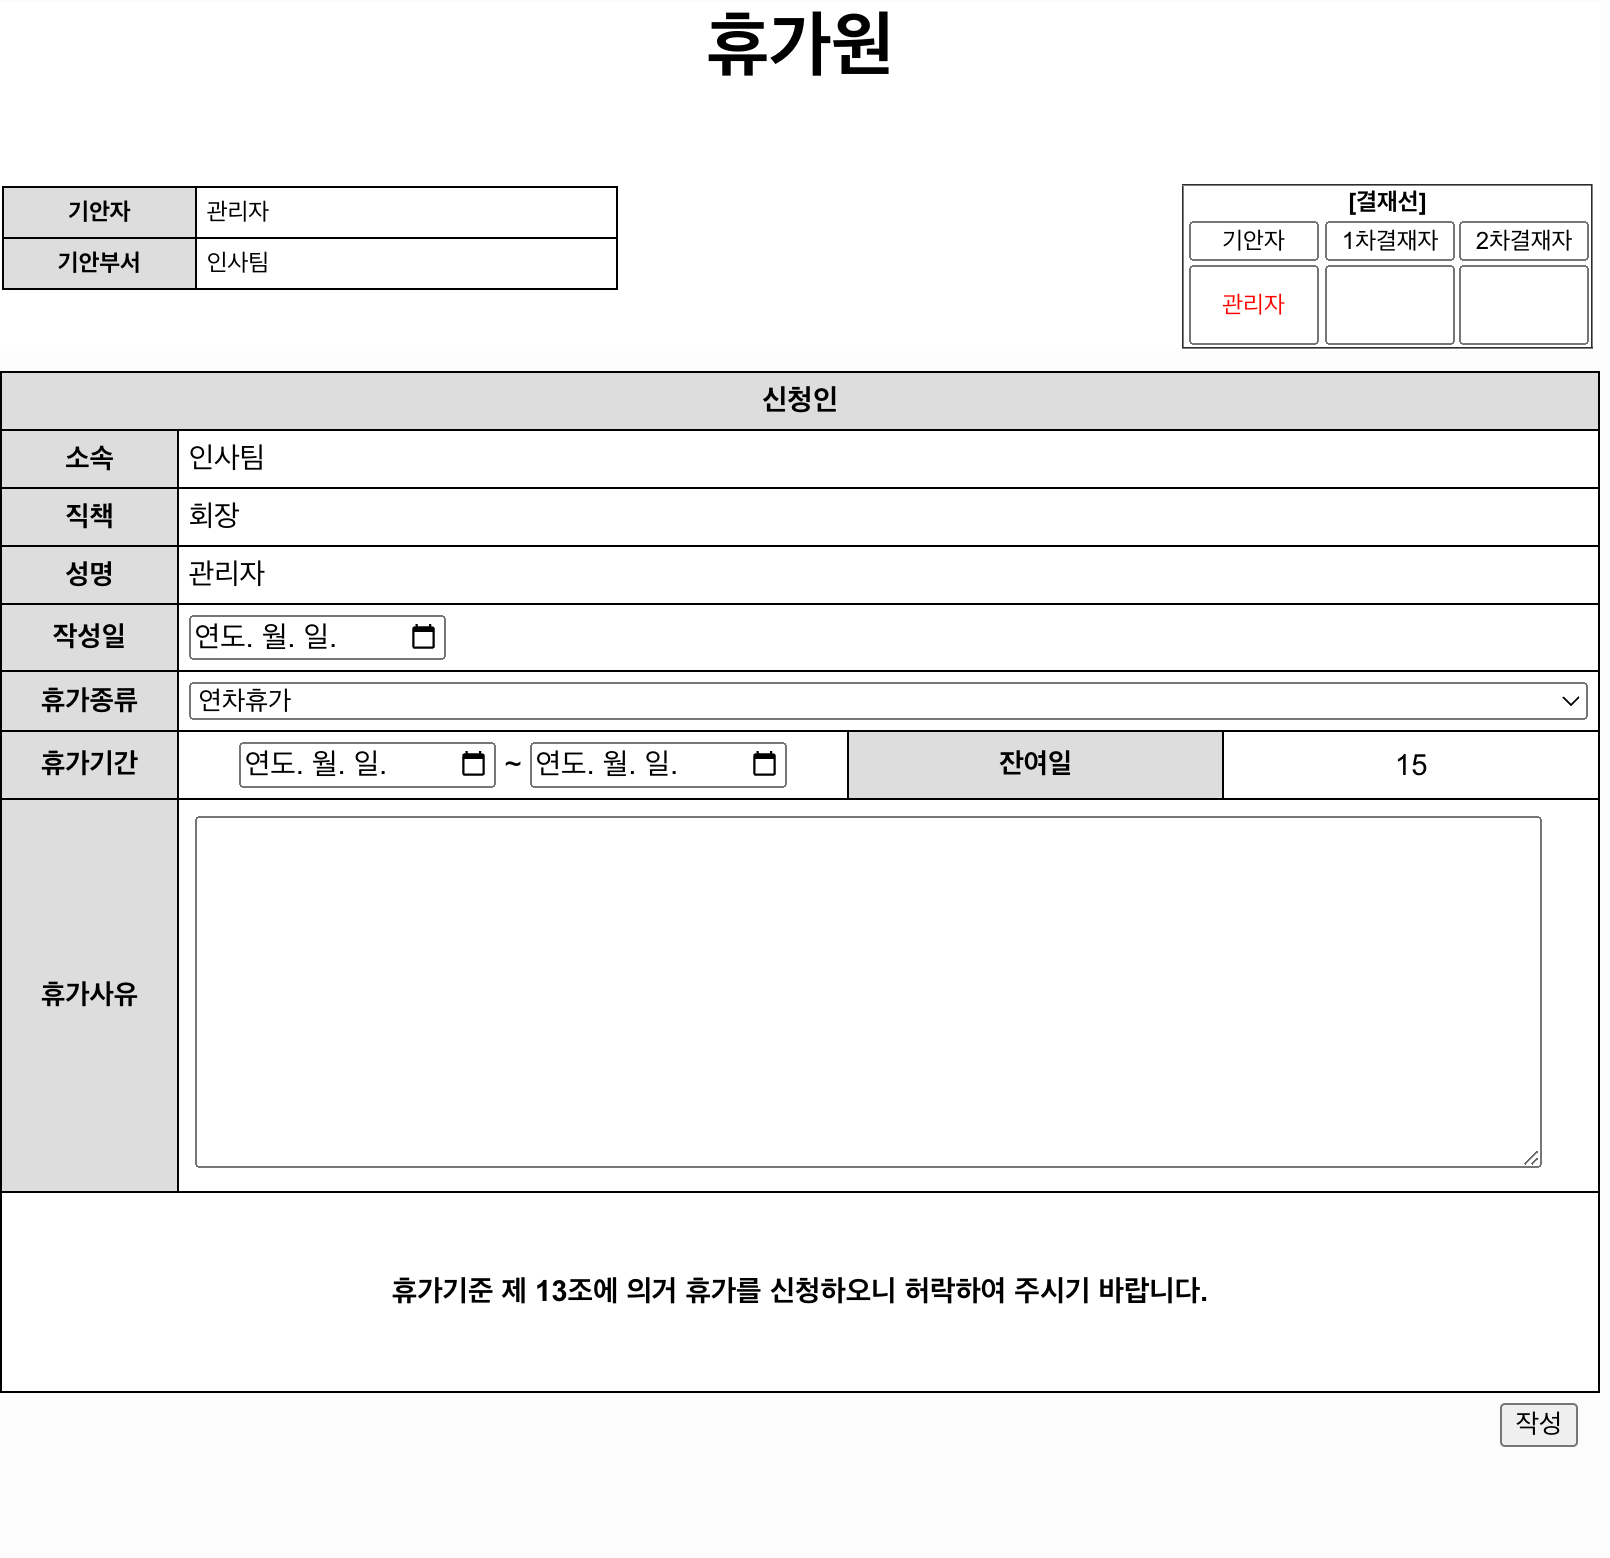 휴가원
기안자 관리자
기안부서 인사팀
[결재선]
기안자 1차결재자 2차결재자
관리자
신청인
소속 인사팀
직책 회장
성명 관리자
작성일 연도. 월. 일.
휴가종류 연차휴가
휴가기간 연도. 월. 일. ~ 연도. 월. 일. 잔여일 15
휴가사유
휴가기준 제 13조에 의거 휴가를 신청하오니 허락하여 주시기 바랍니다.
작성